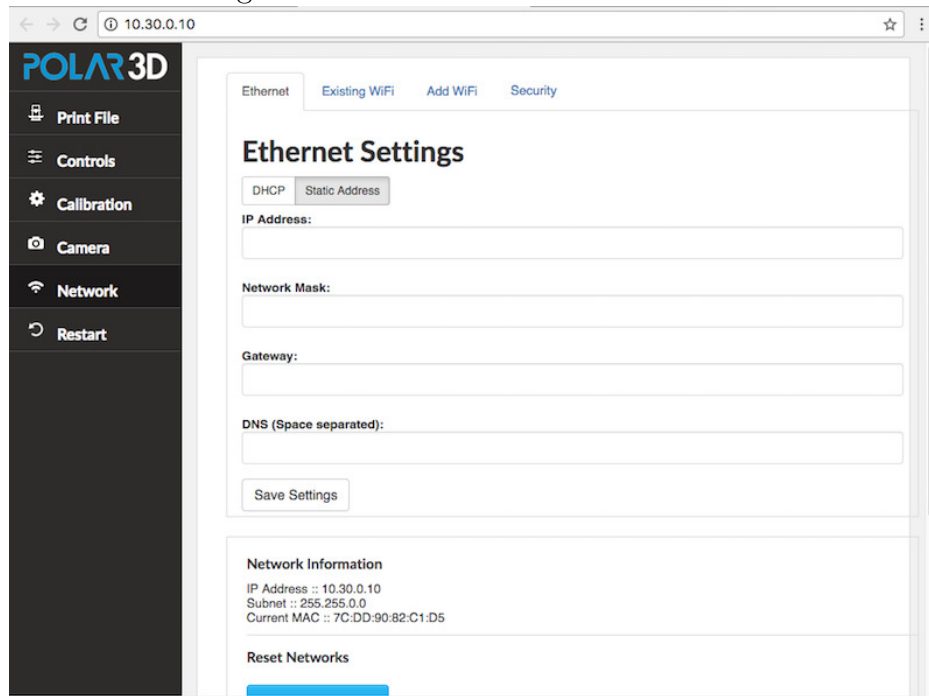 10.30.0.10
POLAR 3D
Print File
Controls
Calibration
Camera
Network
Restart
Ethernet Existing WiFi Add WiFi Security
Ethernet Settings
DHCP Static Address
IP Address:
Network Mask:
Gateway:
DNS (Space separated):
Save Settings
Network Information
IP Address :: 10.30.0.10
Subnet :: 255.255.0.0
Current MAC :: 7C:DD:90:82:C1:D5
Reset Networks